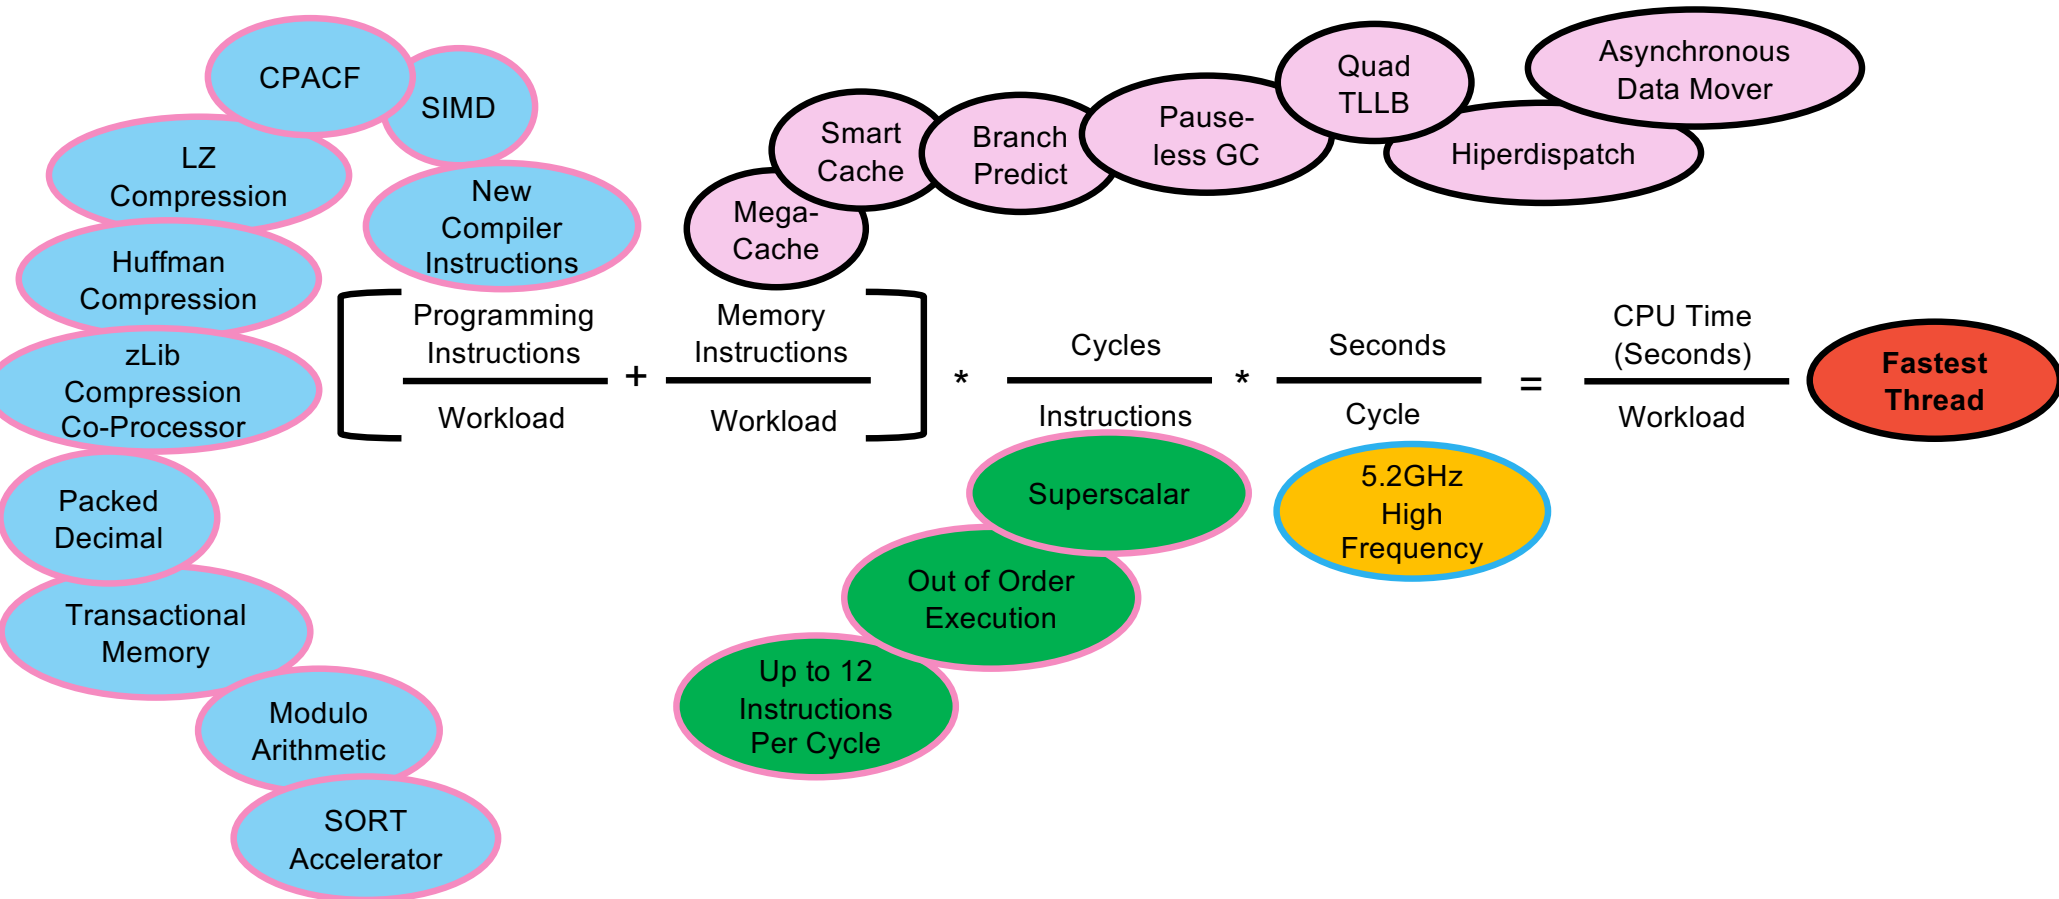 CPACF
SIMD
LZ
Compression
New
Compiler
Instructions
Huffman
Compression
zLib
Compression
Co-Processor
Packed
Decimal
Transactional
Memory
Modulo
Arithmetic
SORT
Accelerator
Mega-
Cache
Smart
Cache
Branch
Predict
Pause-
less GC
Quad
TLLB
Hiperdispatch
Asynchronous
Data Mover
Programming
Instructions
Workload
+
Memory
Instructions
Workload
*
Cycles
Instructions
*
Seconds
Cycle
=
CPU Time
(Seconds)
Workload
Fastest
Thread
Superscalar
Out of Order
Execution
Up to 12
Instructions
Per Cycle
5.2GHz
High
Frequency